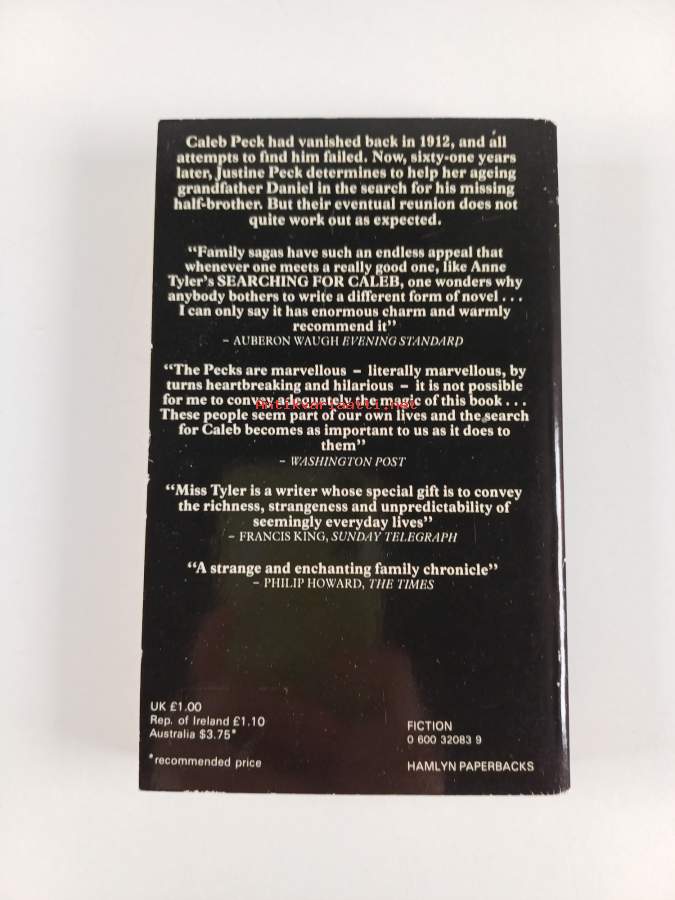 Caleb Peck had vanished back in 1912, and all
attempts to find him failed. Now, sixty-one years
later, Justine Peck determines to help her ageing
grandfather Daniel in the search for his missing
half-brother. But their eventual reunion does not
quite work out as expected.
“Family sagas have such an endless appeal that
whenever one meets a really good one, like Anne
Tyler's SEARCHING FOR CALEB, one wonders why
anybody bothers to write a different form of novel . . .
I can only say it has enormous charm and warmly
recommend it”
– AUBERON WAUGH EVENING STANDARD
“The Pecks are marvellous – literally marvellous, by
turns heartbreaking and hilarious – it is not possible
for me to convey adequately the magic of this book . . .
Antikvariaatti.net
These people seem part of our own lives and the search
for Caleb becomes as important to us as it does to
them”
– WASHINGTON POST
“Miss Tyler is a writer whose special gift is to convey
the richness, strangeness and unpredictability of
seemingly everyday lives”
– FRANCIS KING, SUNDAY TELEGRAPH
“A strange and enchanting family chronicle”
– PHILIP HOWARD, THE TIMES
UK £1.00
Rep. of Ireland £1.10
Australia $3.75*
*recommended price
FICTION
0 600 32083 9
HAMLYN PAPERBACKS